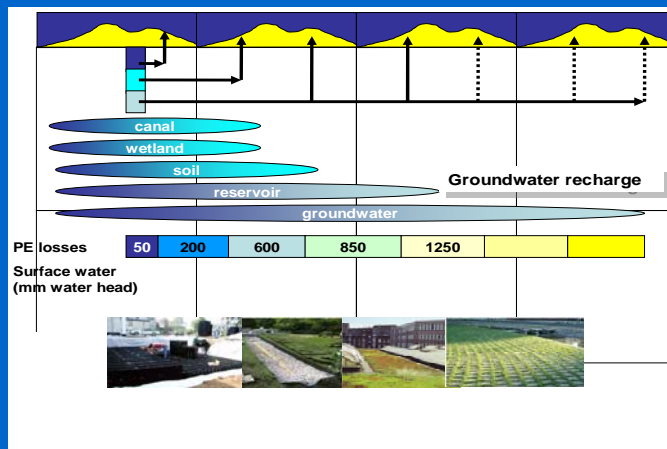 canal
wetland
soil
Groundwater recharge
reservoir
groundwater
PE losses 50 200 600 850 1250
Surface water
(mm water head)